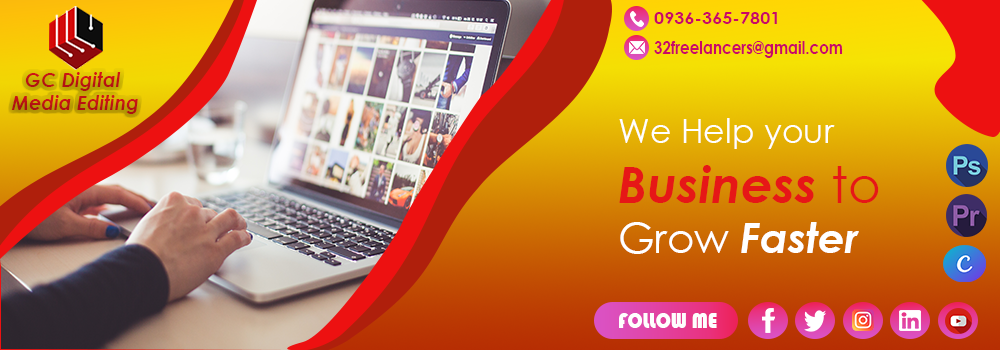 GC Digital
Media Editing
0936-365-7801
32freelancers@gmail.com
We Help your
Business to
Grow Faster
Ps
Pr
C
FOLLOW ME